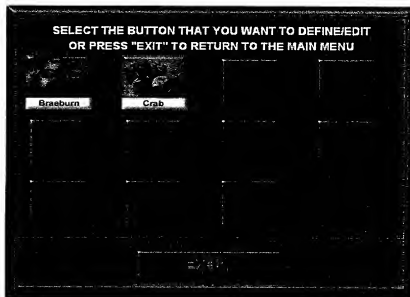 SELECT THE BUTTON THAT YOU WANT TO DEFINE/EDIT
OR PRESS "EXIT" TO RETURN TO THE MAIN MENU
Braeburn
Crab